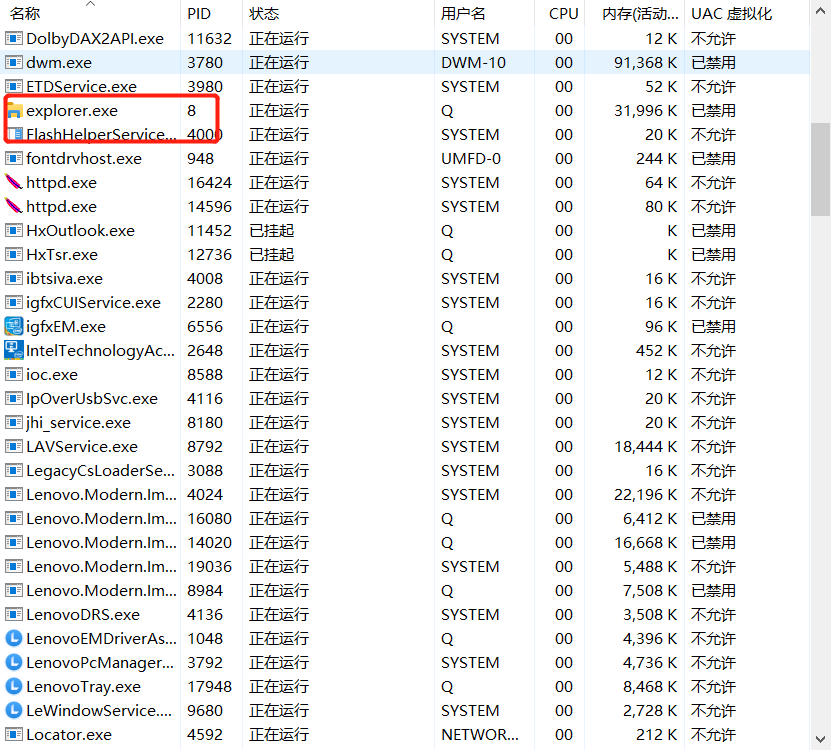 名称 PID 状态 用户名 CPU 内存(活动... UAC 虚拟化
DolbyDAX2API.exe 11632 正在运行 SYSTEM 00 12 K 不允许
dwm.exe 3780 正在运行 DWM-10 00 91,368 K 已禁用
ETDService.exe 3980 正在运行 SYSTEM 00 52 K 不允许
explorer.exe 8 正在运行 Q 00 31,996 K 已禁用
FlashHelperService... 4000 正在运行 SYSTEM 00 20 K 不允许
fontdrvhost.exe 948 正在运行 UMFD-0 00 244 K 已禁用
httpd.exe 16424 正在运行 SYSTEM 00 64 K 不允许
httpd.exe 14596 正在运行 SYSTEM 00 80 K 不允许
HxOutlook.exe 11452 已挂起 Q 00 K 已禁用
HxTsr.exe 12736 已挂起 Q 00 K 已禁用
ibtsiva.exe 4008 正在运行 SYSTEM 00 16 K 不允许
igfxCUIService.exe 2280 正在运行 SYSTEM 00 16 K 不允许
igfxEM.exe 6556 正在运行 Q 00 96 K 已禁用
IntelTechnologyAc... 2648 正在运行 SYSTEM 00 452 K 不允许
ioc.exe 8588 正在运行 SYSTEM 00 12 K 不允许
IpOverUsbSvc.exe 4116 正在运行 SYSTEM 00 20 K 不允许
jhi_service.exe 8180 正在运行 SYSTEM 00 20 K 不允许
LAVService.exe 8792 正在运行 SYSTEM 00 18,444 K 不允许
LegacyCsLoaderSe... 3088 正在运行 SYSTEM 00 16 K 不允许
Lenovo.Modern.Im... 4024 正在运行 SYSTEM 00 22,196 K 不允许
Lenovo.Modern.Im... 16080 正在运行 Q 00 6,412 K 已禁用
Lenovo.Modern.Im... 14020 正在运行 Q 00 16,668 K 已禁用
Lenovo.Modern.Im... 19036 正在运行 SYSTEM 00 5,488 K 不允许
Lenovo.Modern.Im... 8984 正在运行 Q 00 7,508 K 已禁用
LenovoDRS.exe 4136 正在运行 SYSTEM 00 3,508 K 不允许
LenovoEMDriverAs... 1048 正在运行 Q 00 4,396 K 不允许
LenovoPcManager... 3792 正在运行 SYSTEM 00 4,736 K 不允许
LenovoTray.exe 17948 正在运行 Q 00 8,468 K 不允许
LeWindowService.... 9680 正在运行 SYSTEM 00 2,728 K 不允许
Locator.exe 4592 正在运行 NETWOR... 00 212 K 不允许